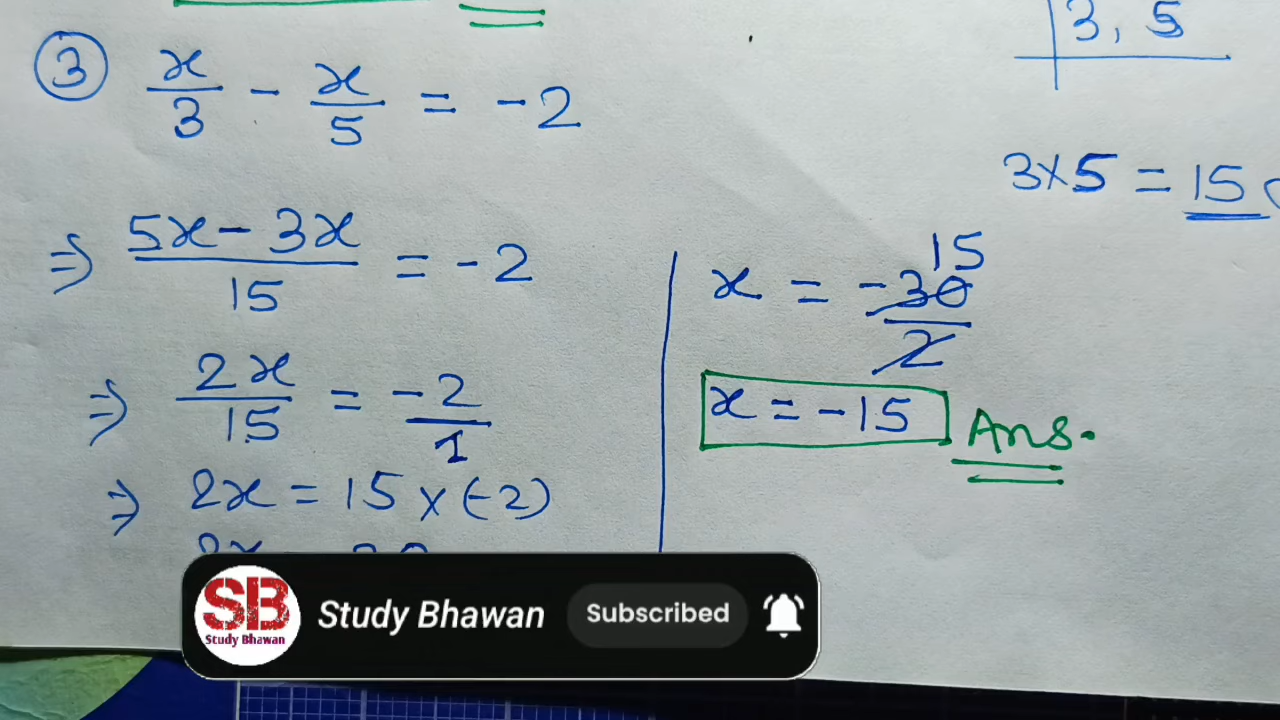 3, 5
3×5 = 15
③ x/3 - x/5 = -2
⇒ 5x - 3x/15 = -2
⇒ 2x/15 = -2/1
⇒ 2x = 15 × (-2)
x = -30/2 15
x = -15 Ans.
SB
Study Bhawan
Study Bhawan Subscribed